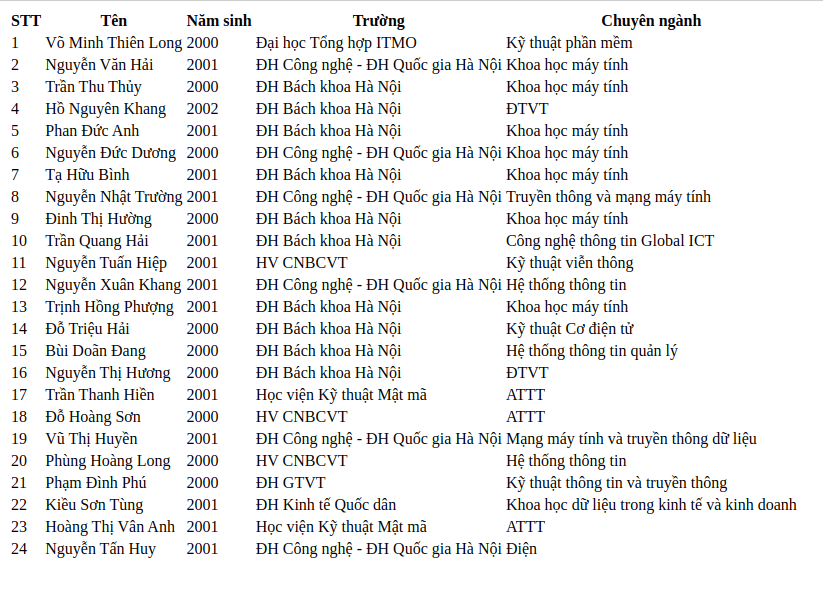 STT Tên Năm sinh Trường Chuyên ngành
1 Võ Minh Thiên Long 2000 Đại học Tổng hợp ITMO Kỹ thuật phần mềm
2 Nguyễn Văn Hải 2001 ĐH Công nghệ - ĐH Quốc gia Hà Nội Khoa học máy tính
3 Trần Thu Thủy 2000 ĐH Bách khoa Hà Nội Khoa học máy tính
4 Hồ Nguyên Khang 2002 ĐH Bách khoa Hà Nội ĐTVT
5 Phan Đức Anh 2001 ĐH Bách khoa Hà Nội Khoa học máy tính
6 Nguyễn Đức Dương 2000 ĐH Công nghệ - ĐH Quốc gia Hà Nội Khoa học máy tính
7 Tạ Hữu Bình 2001 ĐH Bách khoa Hà Nội Khoa học máy tính
8 Nguyễn Nhật Trường 2001 ĐH Công nghệ - ĐH Quốc gia Hà Nội Truyền thông và mạng máy tính
9 Đinh Thị Hường 2000 ĐH Bách khoa Hà Nội Khoa học máy tính
10 Trần Quang Hải 2001 ĐH Bách khoa Hà Nội Công nghệ thông tin Global ICT
11 Nguyễn Tuấn Hiệp 2001 HV CNBCVT Kỹ thuật viễn thông
12 Nguyễn Xuân Khang 2001 ĐH Công nghệ - ĐH Quốc gia Hà Nội Hệ thống thông tin
13 Trịnh Hồng Phượng 2001 ĐH Bách khoa Hà Nội Khoa học máy tính
14 Đỗ Triệu Hải 2000 ĐH Bách khoa Hà Nội Kỹ thuật Cơ điện tử
15 Bùi Doãn Đang 2000 ĐH Bách khoa Hà Nội Hệ thống thông tin quản lý
16 Nguyễn Thị Hương 2000 ĐH Bách khoa Hà Nội ĐTVT
17 Trần Thanh Hiền 2001 Học viện Kỹ thuật Mật mã ATTT
18 Đỗ Hoàng Sơn 2000 HV CNBCVT ATTT
19 Vũ Thị Huyền 2001 ĐH Công nghệ - ĐH Quốc gia Hà Nội Mạng máy tính và truyền thông dữ liệu
20 Phùng Hoàng Long 2000 HV CNBCVT Hệ thống thông tin
21 Phạm Đình Phú 2000 ĐH GTVT Kỹ thuật thông tin và truyền thông
22 Kiều Sơn Tùng 2001 ĐH Kinh tế Quốc dân Khoa học dữ liệu trong kinh tế và kinh doanh
23 Hoàng Thị Vân Anh 2001 Học viện Kỹ thuật Mật mã ATTT
24 Nguyễn Tấn Huy 2001 ĐH Công nghệ - ĐH Quốc gia Hà Nội Điện